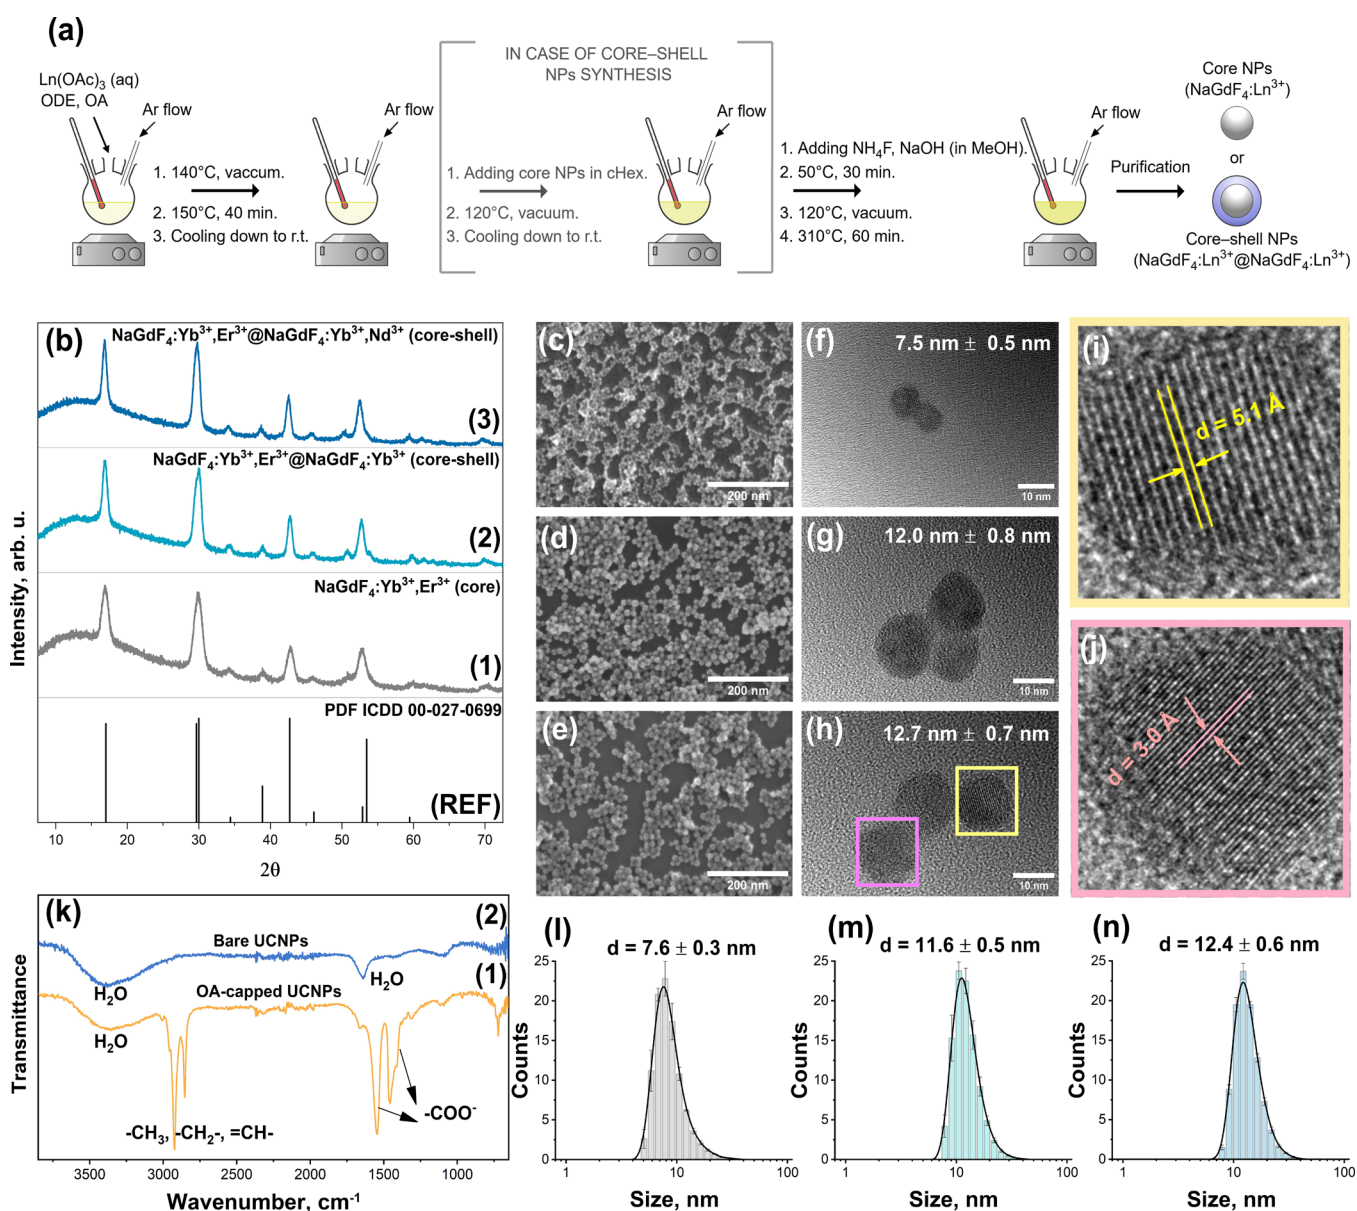 (a)
Ln(OAc)₃ (aq)
ODE, OA
Ar flow
1. 140°C, vaccum.
2. 150°C, 40 min.
3. Cooling down to r.t.
Ar flow
IN CASE OF CORE–SHELL
NPs SYNTHESIS
1. Adding core NPs in cHex.
2. 120°C, vacuum.
3. Cooling down to r.t.
Ar flow
1. Adding NH₄F, NaOH (in MeOH).
2. 50°C, 30 min.
3. 120°C, vacuum.
4. 310°C, 60 min.
Ar flow
Purification
Core NPs
(NaGdF₄:Ln³⁺)
or
Core–shell NPs
(NaGdF₄:Ln³⁺@NaGdF₄:Ln³⁺)
(b)
NaGdF₄:Yb³⁺,Er³⁺@NaGdF₄:Yb³⁺,Nd³⁺ (core-shell)
(3)
NaGdF₄:Yb³⁺,Er³⁺@NaGdF₄:Yb³⁺ (core-shell)
(2)
NaGdF₄:Yb³⁺,Er³⁺ (core)
(1)
PDF ICDD 00-027-0699
(REF)
Intensity, arb. u.
10 20 30 40 50 60 70
2θ
(c)
200 nm
(d)
200 nm
(e)
200 nm
(f)
7.5 nm ± 0.5 nm
10 nm
(g)
12.0 nm ± 0.8 nm
10 nm
(h)
12.7 nm ± 0.7 nm
10 nm
(i)
d = 5.1 Å
(j)
d = 3.0 Å
(k)
(2)
Bare UCNPs
H₂O
H₂O
(1)
OA-capped UCNPs
H₂O
-COO⁻
-CH₃, -CH₂-, =CH-
Transmittance
3500 3000 2500 2000 1500 1000
Wavenumber, cm⁻¹
(l)
d = 7.6 ± 0.3 nm
25
20
15
10
5
0
Counts
1 10 100
Size, nm
(m)
d = 11.6 ± 0.5 nm
25
20
15
10
5
0
Counts
1 10 100
Size, nm
(n)
d = 12.4 ± 0.6 nm
25
20
15
10
5
0
Counts
1 10 100
Size, nm